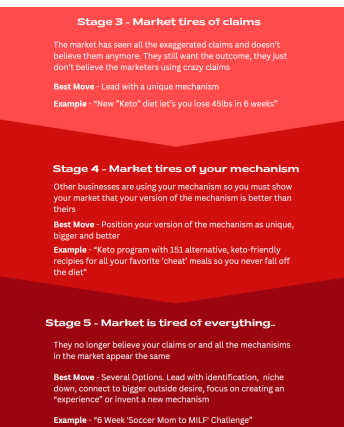 Stage 3 - Market tires of claims
The market has seen all the exaggerated claims and doesn't
believe them anymore. They still want the outcome, they just
don't believe the marketers using crazy claims
Best Move - Lead with a unique mechanism
Example - "New "Keto" diet let's you lose 45lbs in 6 weeks"
Stage 4 - Market tires of your mechanism
Other businesses are using your mechanism so you must show
your market that your version of the mechanism is better than
theirs
Best Move - Position your version of the mechanism as unique,
bigger and better
Example - "Keto program with 151 alternative, keto-friendly
recipies for all your favorite 'cheat' meals so you never fall off
the diet"
Stage 5 - Market is tired of everything..
They no longer believe your claims or and all the mechanisims
in the market appear the same
Best Move - Several Options. Lead with identification, niche
down, connect to bigger outside desire, focus on creating an
"experience" or invent a new mechanism
Example - "6 Week 'Soccer Mom to MILF' Challenge"